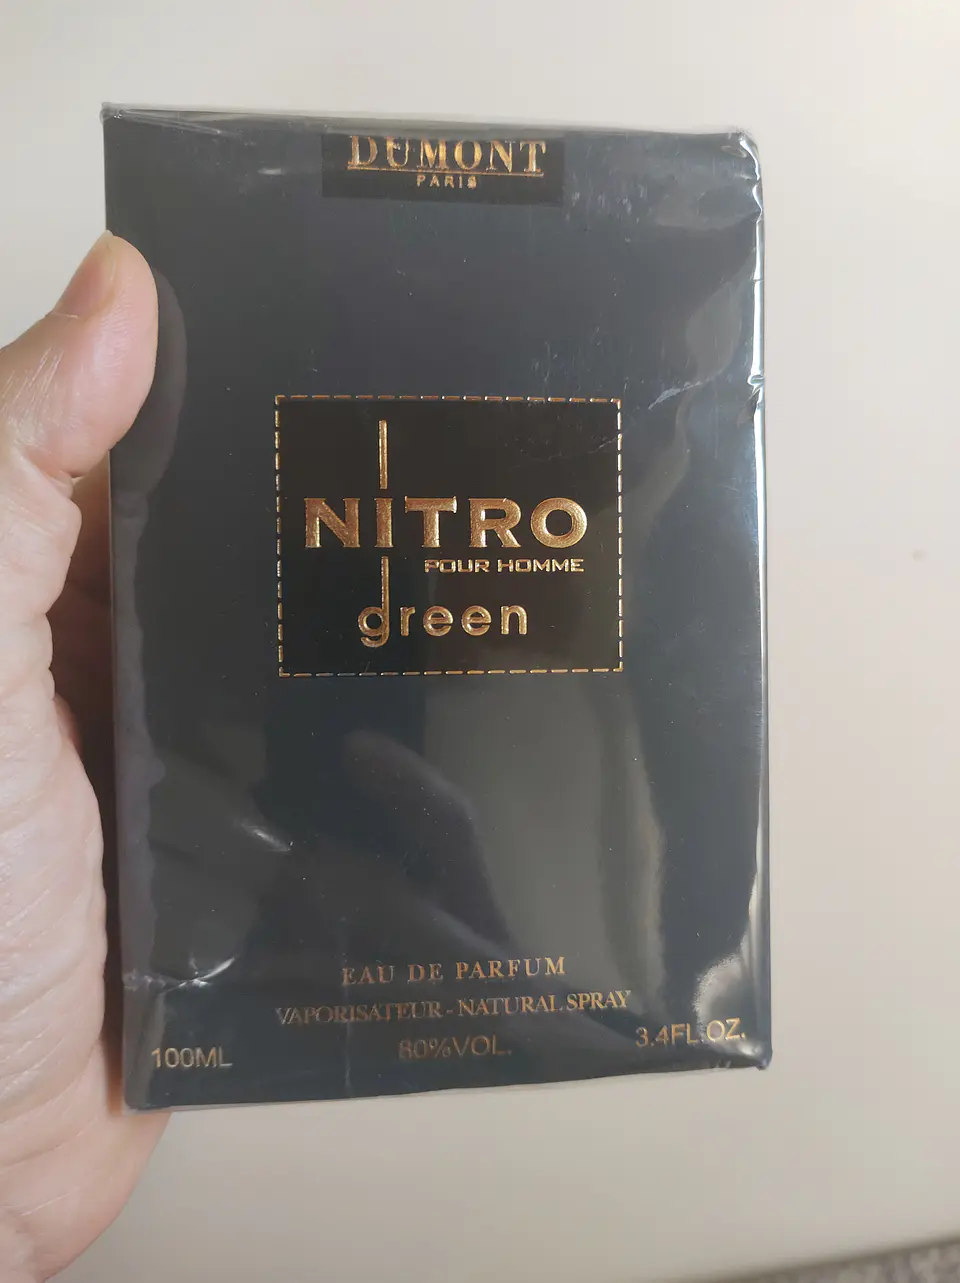 DUMONT
PARIS
NITRO
POUR HOMME
green
EAU DE PARFUM
VAPORISATEUR - NATURAL SPRAY
100ML 80%VOL. 3.4FL.OZ.